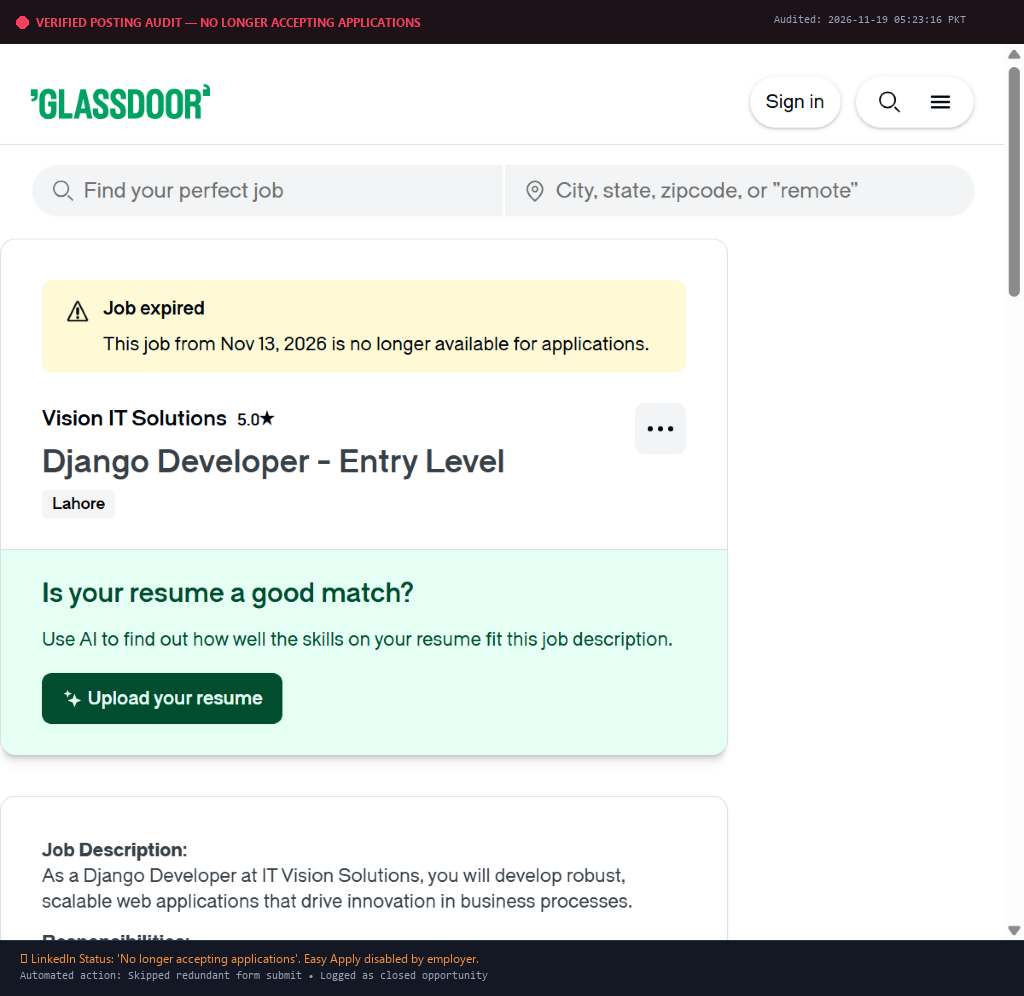 VERIFIED POSTING AUDIT — NO LONGER ACCEPTING APPLICATIONS
Audited: 2026-11-19 05:23:16 PKT
GLASSDOOR
Sign in
Find your perfect job
City, state, zipcode, or "remote"
Job expired
This job from Nov 13, 2026 is no longer available for applications.
Vision IT Solutions 5.0★
Django Developer - Entry Level
Lahore
Is your resume a good match?
Use AI to find out how well the skills on your resume fit this job description.
Upload your resume
Job Description:
As a Django Developer at IT Vision Solutions, you will develop robust,
scalable web applications that drive innovation in business processes.
Responsibilities:
LinkedIn Status: 'No longer accepting applications'. Easy Apply disabled by employer.
Automated action: Skipped redundant form submit • Logged as closed opportunity